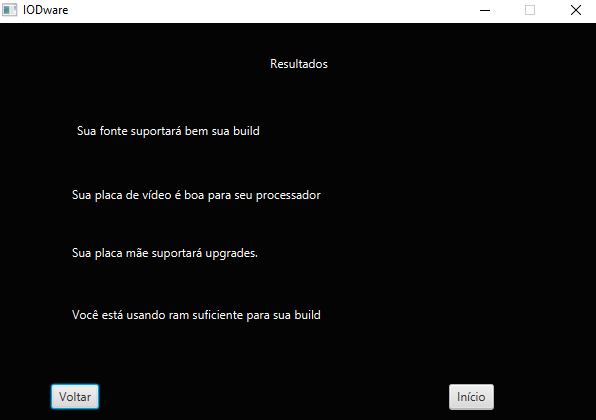 IODware
Resultados
Sua fonte suportará bem sua build
Sua placa de vídeo é boa para seu processador
Sua placa mãe suportará upgrades.
Você está usando ram suficiente para sua build
Voltar
Início